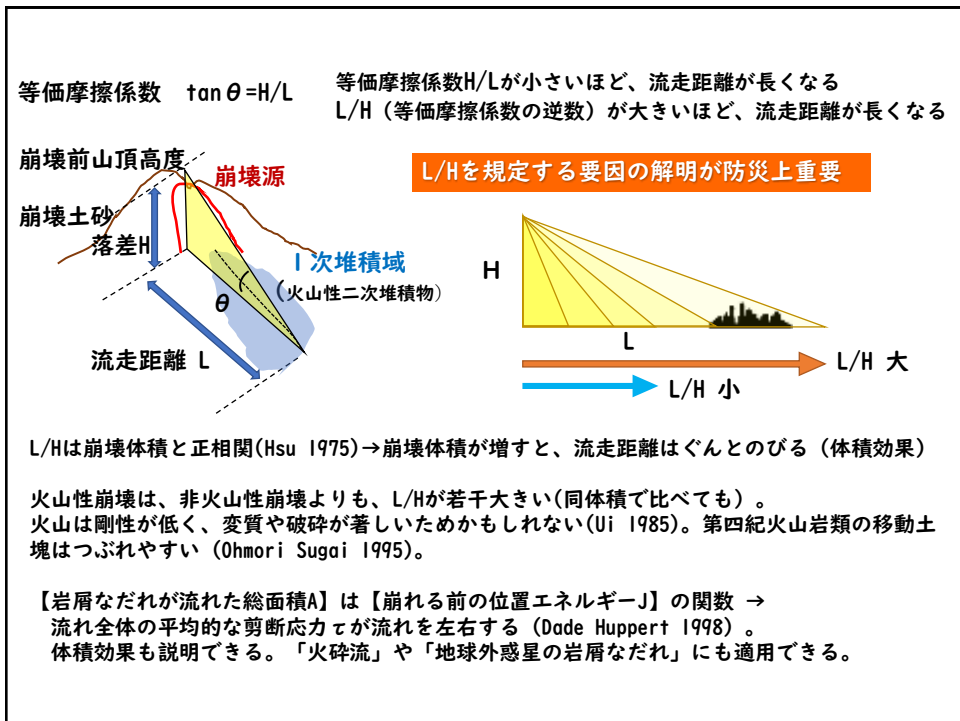 等価摩擦係数　tanθ=H/L
等価摩擦係数H/Lが小さいほど、流走距離が長くなる
L/H（等価摩擦係数の逆数）が大きいほど、流走距離が長くなる
崩壊前山頂高度
崩壊源
L/Hを規定する要因の解明が防災上重要
崩壊土砂
落差H
1次堆積域
（火山性二次堆積物）
θ
流走距離 L
H
L
L/H 大
L/H 小
L/Hは崩壊体積と正相関(Hsu 1975)→崩壊体積が増すと、流走距離はぐんとのびる（体積効果）
火山性崩壊は、非火山性崩壊よりも、L/Hが若干大きい(同体積で比べても）。
火山は剛性が低く、変質や破砕が著しいためかもしれない(Ui 1985)。第四紀火山岩類の移動土
塊はつぶれやすい（Ohmori Sugai 1995)。
【岩屑なだれが流れた総面積A】は【崩れる前の位置エネルギーJ】の関数 →
流れ全体の平均的な剪断応力τが流れを左右する（Dade Huppert 1998）。
体積効果も説明できる。「火砕流」や「地球外惑星の岩屑なだれ」にも適用できる。